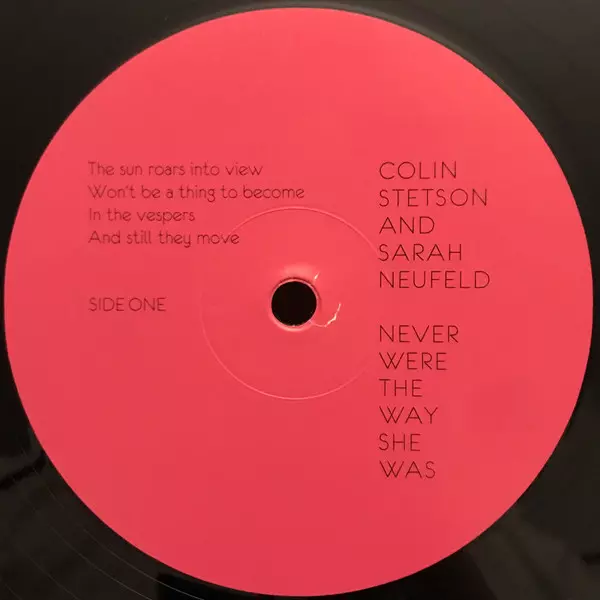 The sun roars into view
Won't be a thing to become
In the vespers
And still they move
SIDE ONE
COLIN
STETSON
AND
SARAH
NEUFELD
NEVER
WERE
THE
WAY
SHE
WAS